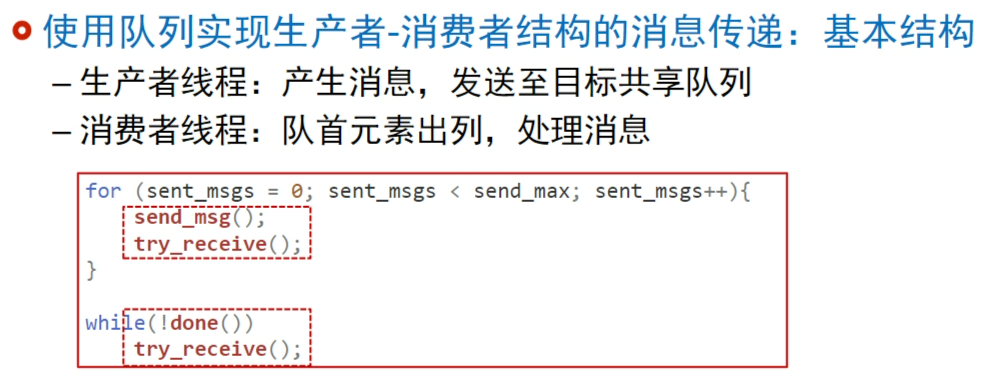 使用队列实现生产者-消费者结构的消息传递：基本结构
– 生产者线程：产生消息，发送至目标共享队列
– 消费者线程：队首元素出列，处理消息
for (sent_msgs = 0; sent_msgs < send_max; sent_msgs++){
send_msg();
try_receive();
}
while(!done())
try_receive();